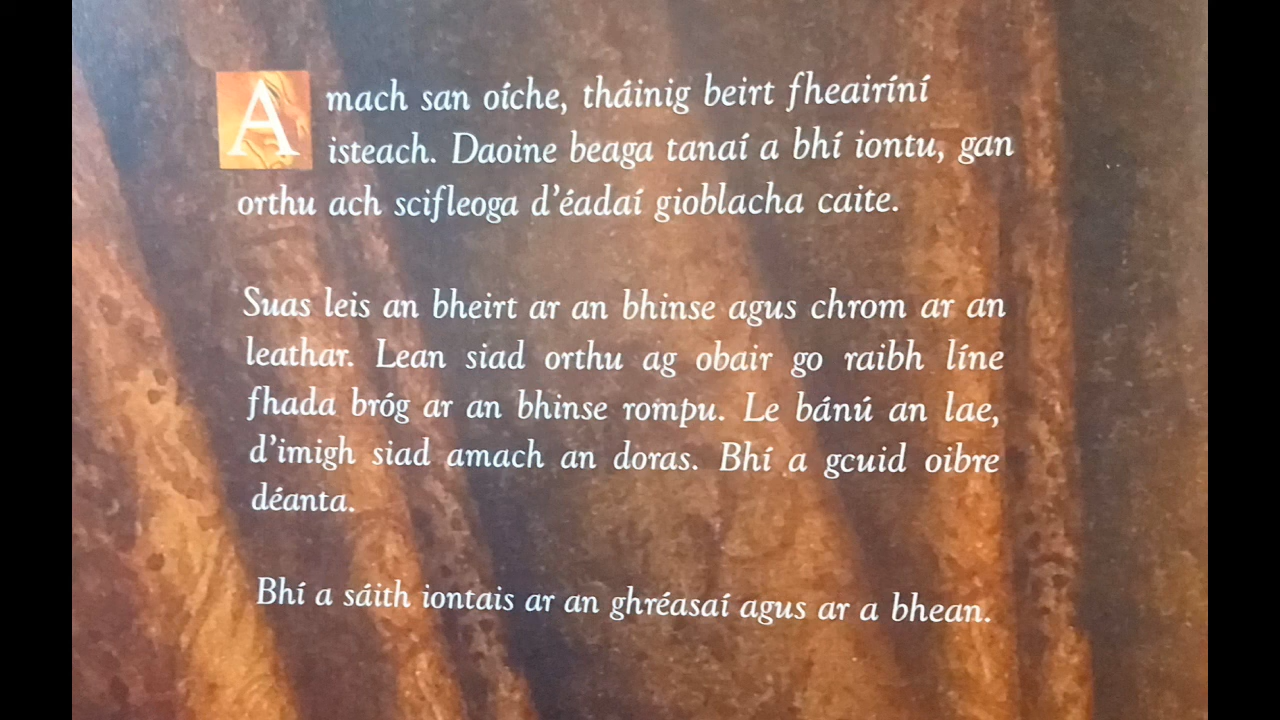 Amach san oíche, tháinig beirt fheairíní
isteach. Daoine beaga tanaí a bhí iontu, gan
orthu ach scifleoga d'éadaí gioblacha caite.
Suas leis an bheirt ar an bhinse agus chrom ar an
leathar. Lean siad orthu ag obair go raibh líne
fhada bróg ar an bhinse rompu. Le bánú an lae,
d'imigh siad amach an doras. Bhí a gcuid oibre
déanta.
Bhí a sáith iontais ar an ghréasaí agus ar a bhean.